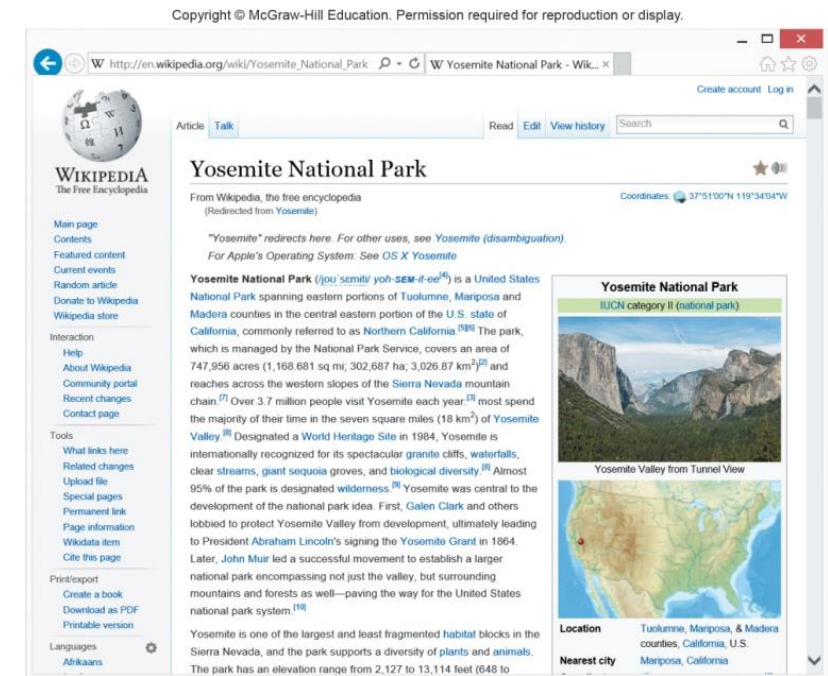 Copyright © McGraw-Hill Education. Permission required for reproduction or display.
W http://en.wikipedia.org/wiki/Yosemite_National_Park
W Yosemite National Park - Wik... ×
Create account Log in
Article Talk
Read Edit View history Search
WIKIPEDIA
The Free Encyclopedia
Main page
Contents
Featured content
Current events
Random article
Donate to Wikipedia
Wikipedia store
Interaction
Help
About Wikipedia
Community portal
Recent changes
Contact page
Tools
What links here
Related changes
Upload file
Special pages
Permanent link
Page information
Wikidata item
Cite this page
Print/export
Create a book
Download as PDF
Printable version
Languages
Afrikaans
Yosemite National Park
From Wikipedia, the free encyclopedia
(Redirected from Yosemite)
Coordinates: 37°51′00″N 119°34′04″W
"Yosemite" redirects here. For other uses, see Yosemite (disambiguation).
For Apple's Operating System: See OS X Yosemite
Yosemite National Park (/joʊˈsɛmɨti/ yoh-SEM-it-ee[4]) is a United States
National Park spanning eastern portions of Tuolumne, Mariposa and
Madera counties in the central eastern portion of the U.S. state of
California, commonly referred to as Northern California.[5][6] The park,
which is managed by the National Park Service, covers an area of
747,956 acres (1,168.681 sq mi; 302,687 ha; 3,026.87 km2)[2] and
reaches across the western slopes of the Sierra Nevada mountain
chain.[7] Over 3.7 million people visit Yosemite each year:[3] most spend
the majority of their time in the seven square miles (18 km2) of Yosemite
Valley.[8] Designated a World Heritage Site in 1984, Yosemite is
internationally recognized for its spectacular granite cliffs, waterfalls,
clear streams, giant sequoia groves, and biological diversity.[8] Almost
95% of the park is designated wilderness.[9] Yosemite was central to the
development of the national park idea. First, Galen Clark and others
lobbied to protect Yosemite Valley from development, ultimately leading
to President Abraham Lincoln's signing the Yosemite Grant in 1864.
Later, John Muir led a successful movement to establish a larger
national park encompassing not just the valley, but surrounding
mountains and forests as well—paving the way for the United States
national park system.[10]
Yosemite is one of the largest and least fragmented habitat blocks in the
Sierra Nevada, and the park supports a diversity of plants and animals.
The park has an elevation range from 2,127 to 13,114 feet (648 to
Yosemite National Park
IUCN category II (national park)
Yosemite Valley from Tunnel View
Location Tuolumne, Mariposa, & Madera
counties, California, U.S.
Nearest city Mariposa, California